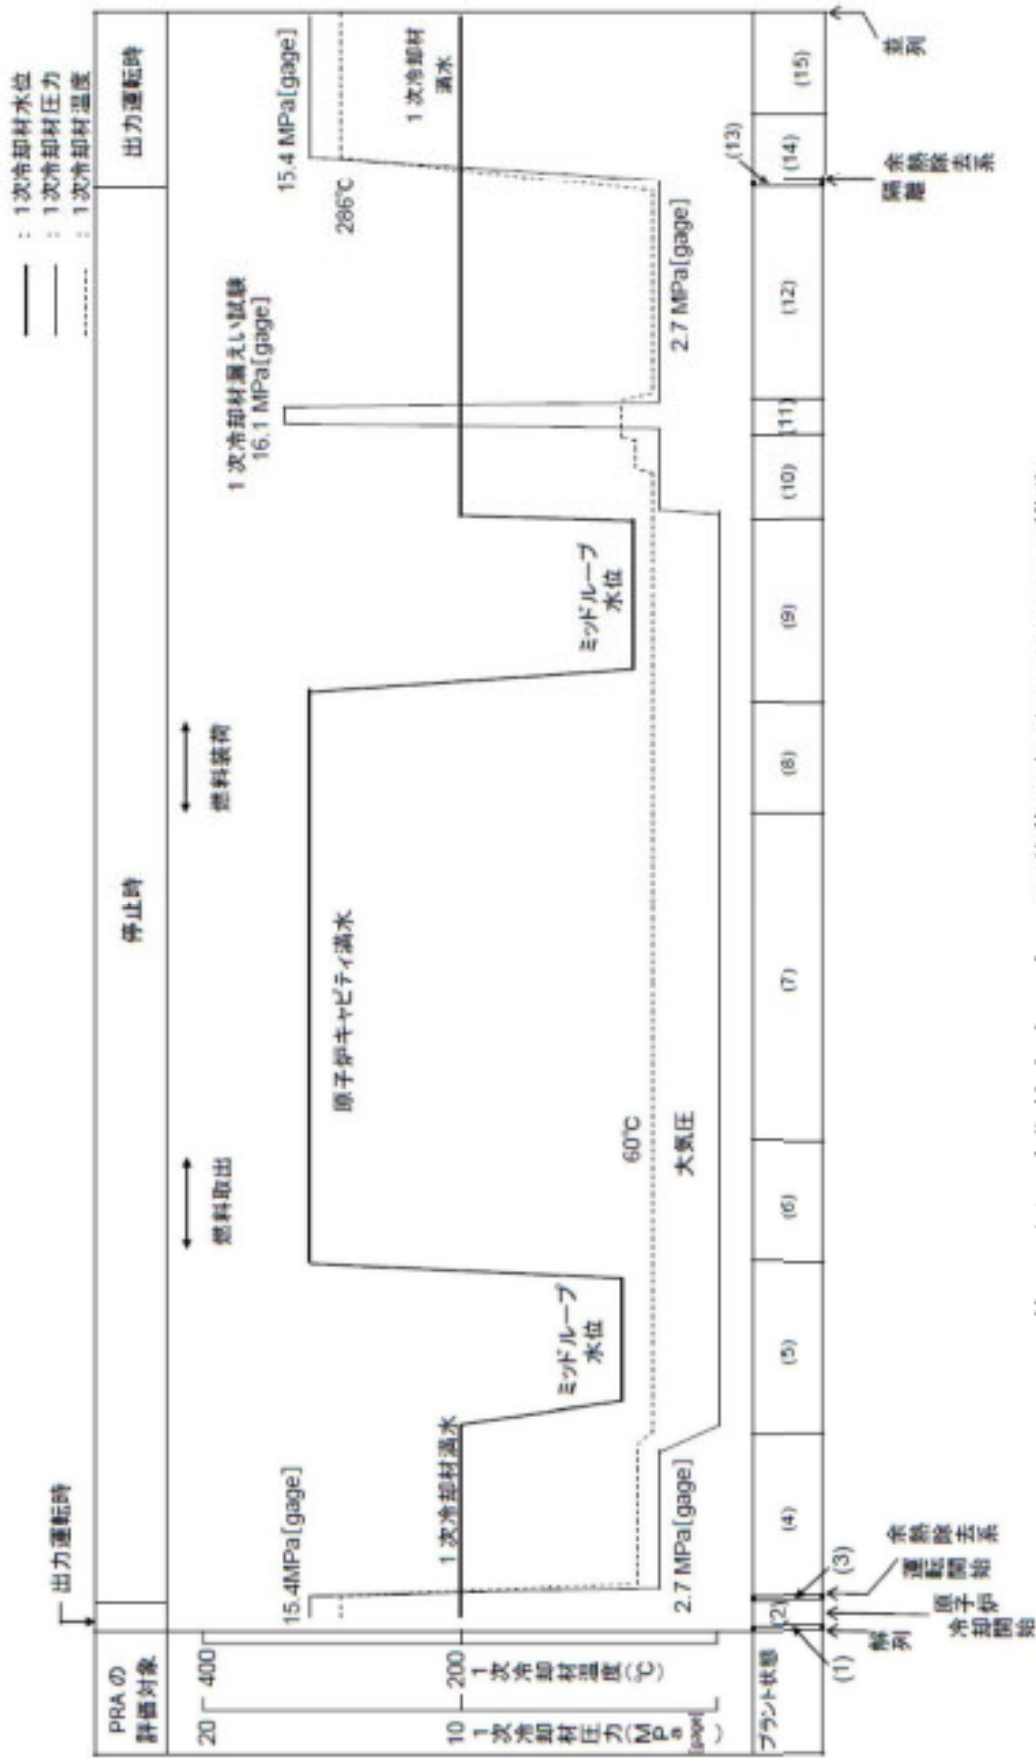 ━━ : 1次冷却材水位
── : 1次冷却材圧力
------ : 1次冷却材温度
出力運転時
PRAの
評価対象
停止時
出力運転時
燃料取出
燃料装荷
20
10
1次冷却材圧力(MPa[gage])
400
200
1次冷却材温度(℃)
15.4MPa[gage]
1次冷却材満水
2.7 MPa[gage]
ミッドループ
水位
原子炉キャビティ満水
60℃
大気圧
ミッドループ
水位
1次冷却材漏えい試験
16.1 MPa[gage]
2.7 MPa[gage]
286℃
15.4 MPa[gage]
1次冷却材
満水
プラント状態
(2)
(4)
(5)
(6)
(7)
(8)
(9)
(10)
(11)
(12)
(14)
(15)
(1)
(3)
(13)
解列
原子炉
冷却開始
余熱除去系
運転開始
余熱除去系
隔離
並列